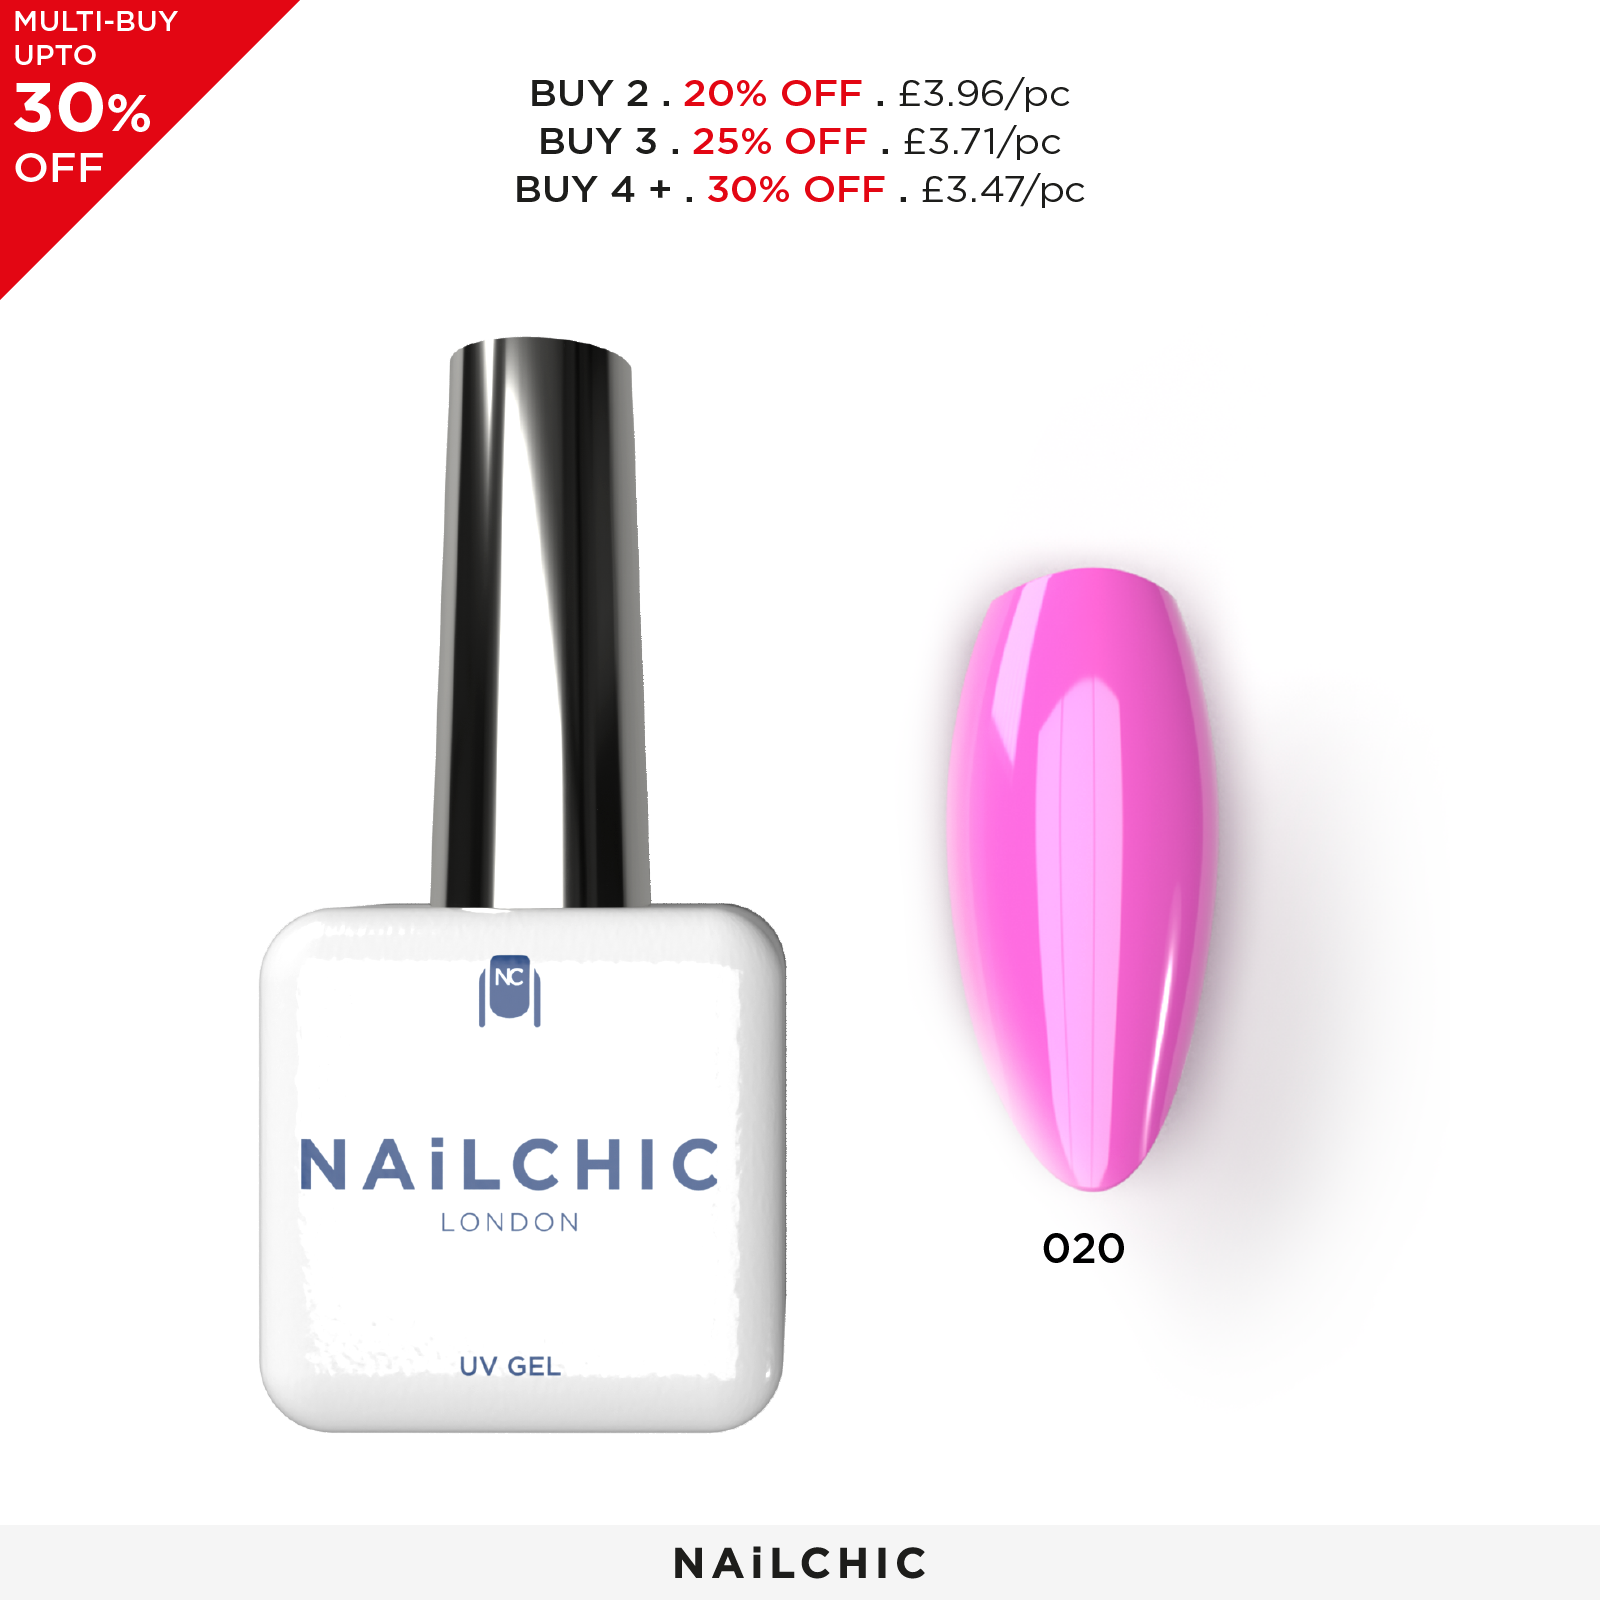 MULTI-BUY
UPTO
30%
OFF
BUY 2 . 20% OFF . £3.96/pc
BUY 3 . 25% OFF . £3.71/pc
BUY 4 + . 30% OFF . £3.47/pc
NC
NAiLCHIC
LONDON
UV GEL
020
NAiLCHIC